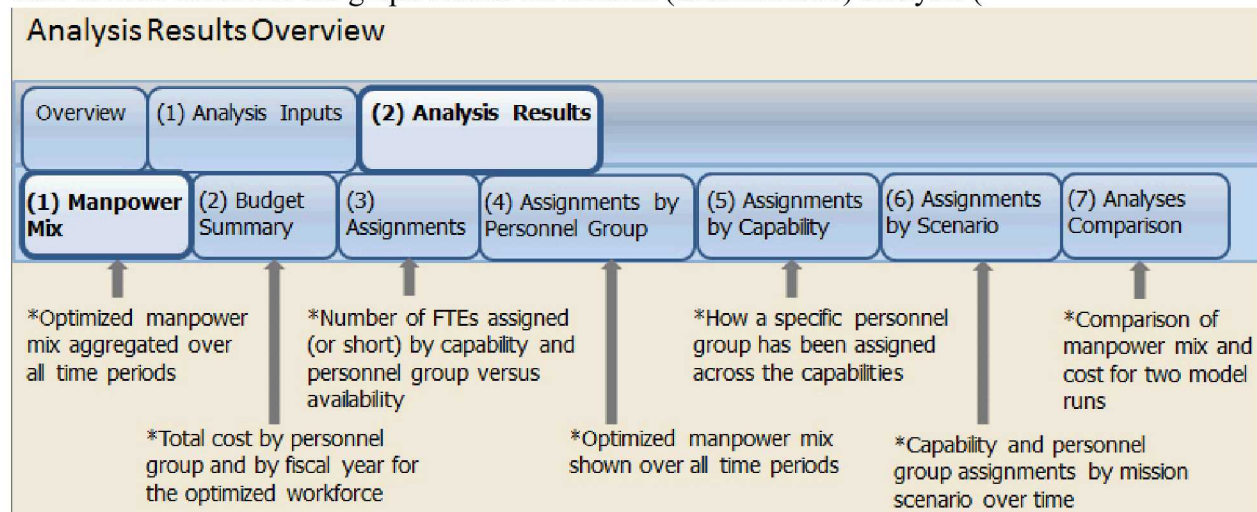 Analysis Results Overview
Overview
(1) Analysis Inputs
(2) Analysis Results
(1) Manpower
Mix
(2) Budget
Summary
(3)
Assignments
(4) Assignments by
Personnel Group
(5) Assignments
by Capability
(6) Assignments
by Scenario
(7) Analyses
Comparison
*Optimized manpower
mix aggregated over
all time periods
*Number of FTEs assigned
(or short) by capability and
personnel group versus
availability
*How a specific personnel
group has been assigned
across the capabilities
*Comparison of
manpower mix and
cost for two model
runs
*Total cost by personnel
group and by fiscal year for
the optimized workforce
*Optimized manpower mix
shown over all time periods
*Capability and personnel
group assignments by mission
scenario over time